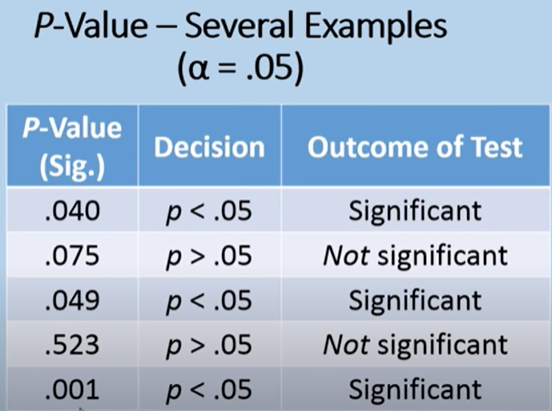 P-Value – Several Examples
(α = .05)
P-Value (Sig.) Decision Outcome of Test
.040 p < .05 Significant
.075 p > .05 Not significant
.049 p < .05 Significant
.523 p > .05 Not significant
.001 p < .05 Significant